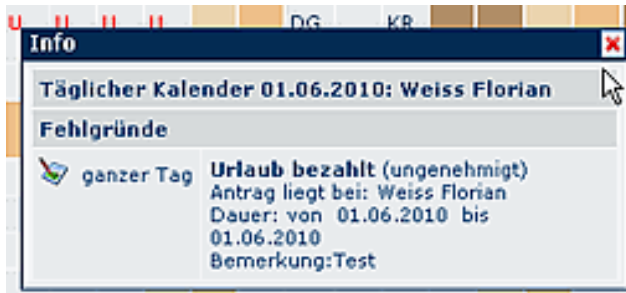 U U U U DG KR
Info
Täglicher Kalender 01.06.2010: Weiss Florian
Fehlgründe
ganzer Tag Urlaub bezahlt (ungenehmigt)
Antrag liegt bei: Weiss Florian
Dauer: von 01.06.2010 bis
01.06.2010
Bemerkung:Test